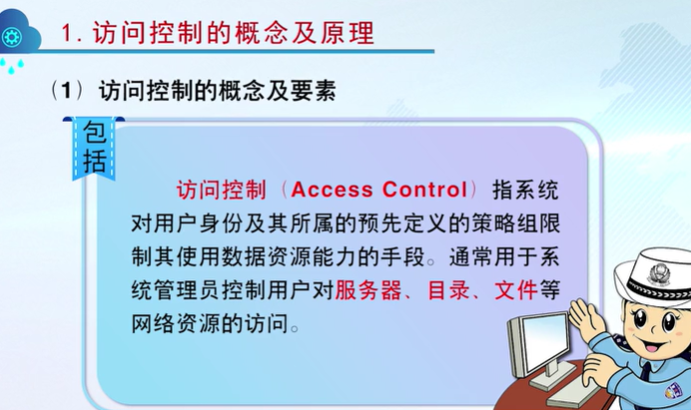 1.访问控制的概念及原理
（1）访问控制的概念及要素
包括
访问控制（Access Control）指系统
对用户身份及其所属的预先定义的策略组限
制其使用数据资源能力的手段。通常用于系
统管理员控制用户对服务器、目录、文件等
网络资源的访问。